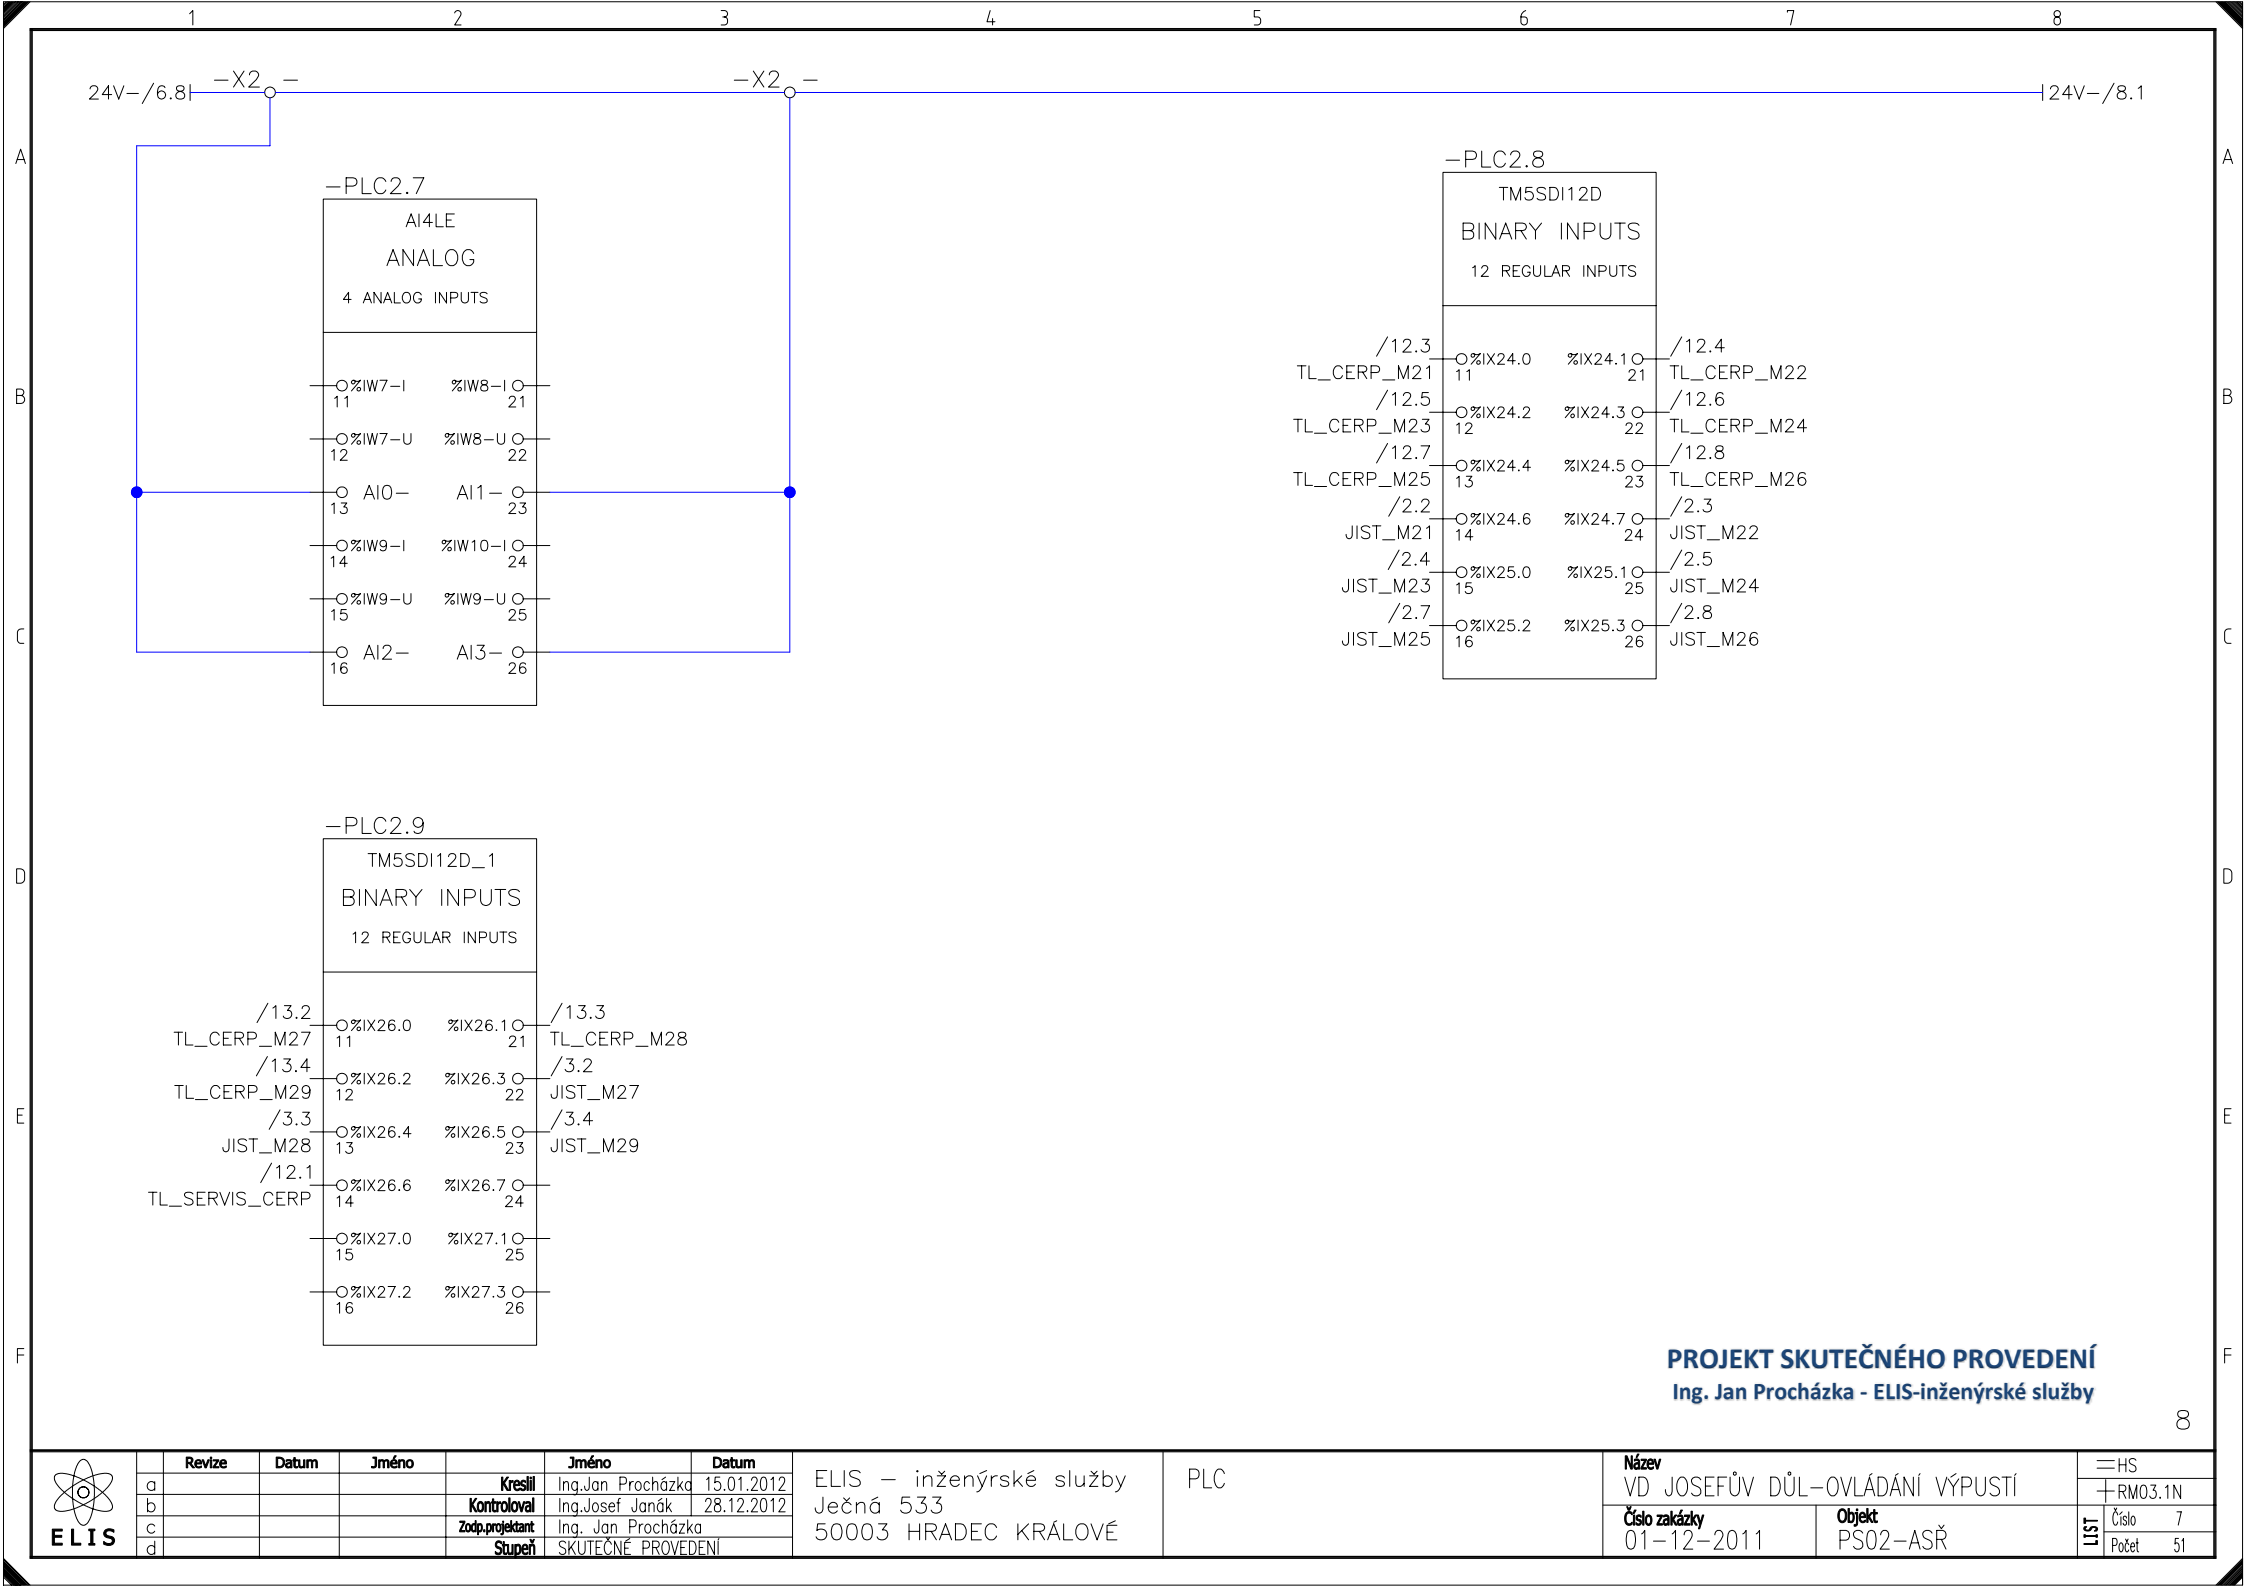 1 2 3 4 5 6 7 8
24V-/6.8 -X2 - -X2 - 24V-/8.1
A A
-PLC2.7
AI4LE
ANALOG
4 ANALOG INPUTS
%IW7-I %IW8-I
11 21
%IW7-U %IW8-U
12 22
AI0- AI1-
13 23
%IW9-I %IW10-I
14 24
%IW9-U %IW9-U
15 25
AI2- AI3-
16 26
-PLC2.8
TM5SDI12D
BINARY INPUTS
12 REGULAR INPUTS
/12.3 /12.4
%IX24.0 %IX24.1
TL_CERP_M21 11 21 TL_CERP_M22
/12.5 /12.6
%IX24.2 %IX24.3
TL_CERP_M23 12 22 TL_CERP_M24
/12.7 /12.8
%IX24.4 %IX24.5
TL_CERP_M25 13 23 TL_CERP_M26
/2.2 /2.3
%IX24.6 %IX24.7
JIST_M21 14 24 JIST_M22
/2.4 /2.5
%IX25.0 %IX25.1
JIST_M23 15 25 JIST_M24
/2.7 /2.8
%IX25.2 %IX25.3
JIST_M25 16 26 JIST_M26
B B
C C
-PLC2.9
TM5SDI12D_1
BINARY INPUTS
12 REGULAR INPUTS
/13.2 /13.3
%IX26.0 %IX26.1
TL_CERP_M27 11 21 TL_CERP_M28
/13.4 /3.2
%IX26.2 %IX26.3
TL_CERP_M29 12 22 JIST_M27
/3.3 /3.4
%IX26.4 %IX26.5
JIST_M28 13 23 JIST_M29
/12.1
%IX26.6 %IX26.7
TL_SERVIS_CERP 14 24
%IX27.0 %IX27.1
15 25
%IX27.2 %IX27.3
16 26
D D
E E
F F
PROJEKT SKUTEČNÉHO PROVEDENÍ
Ing. Jan Procházka - ELIS-inženýrské služby
8
ELIS
Revize Datum Jméno Jméno Datum
a Kreslil Ing.Jan Procházka 15.01.2012
b Kontroloval Ing.Josef Janák 28.12.2012
c Zodp.projektant Ing. Jan Procházka
d Stupeň SKUTEČNÉ PROVEDENÍ
ELIS - inženýrské služby
Ječná 533
50003 HRADEC KRÁLOVÉ
PLC
Název
VD JOSEFŮV DŮL-OVLÁDÁNÍ VÝPUSTÍ
Číslo zakázky
01-12-2011
Objekt
PS02-ASŘ
=HS
+RM03.1N
LIST
Číslo 7
Počet 51